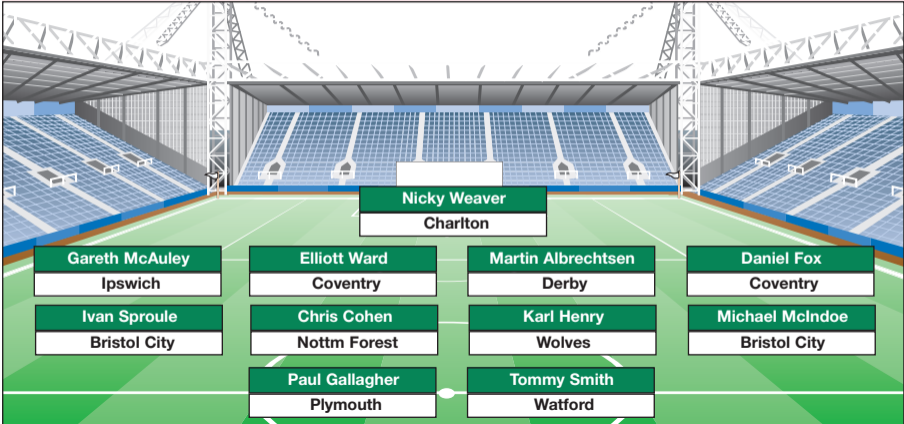 Nicky Weaver
Charlton
Gareth McAuley
Ipswich
Elliott Ward
Coventry
Martin Albrechtsen
Derby
Daniel Fox
Coventry
Ivan Sproule
Bristol City
Chris Cohen
Nottm Forest
Karl Henry
Wolves
Michael McIndoe
Bristol City
Paul Gallagher
Plymouth
Tommy Smith
Watford